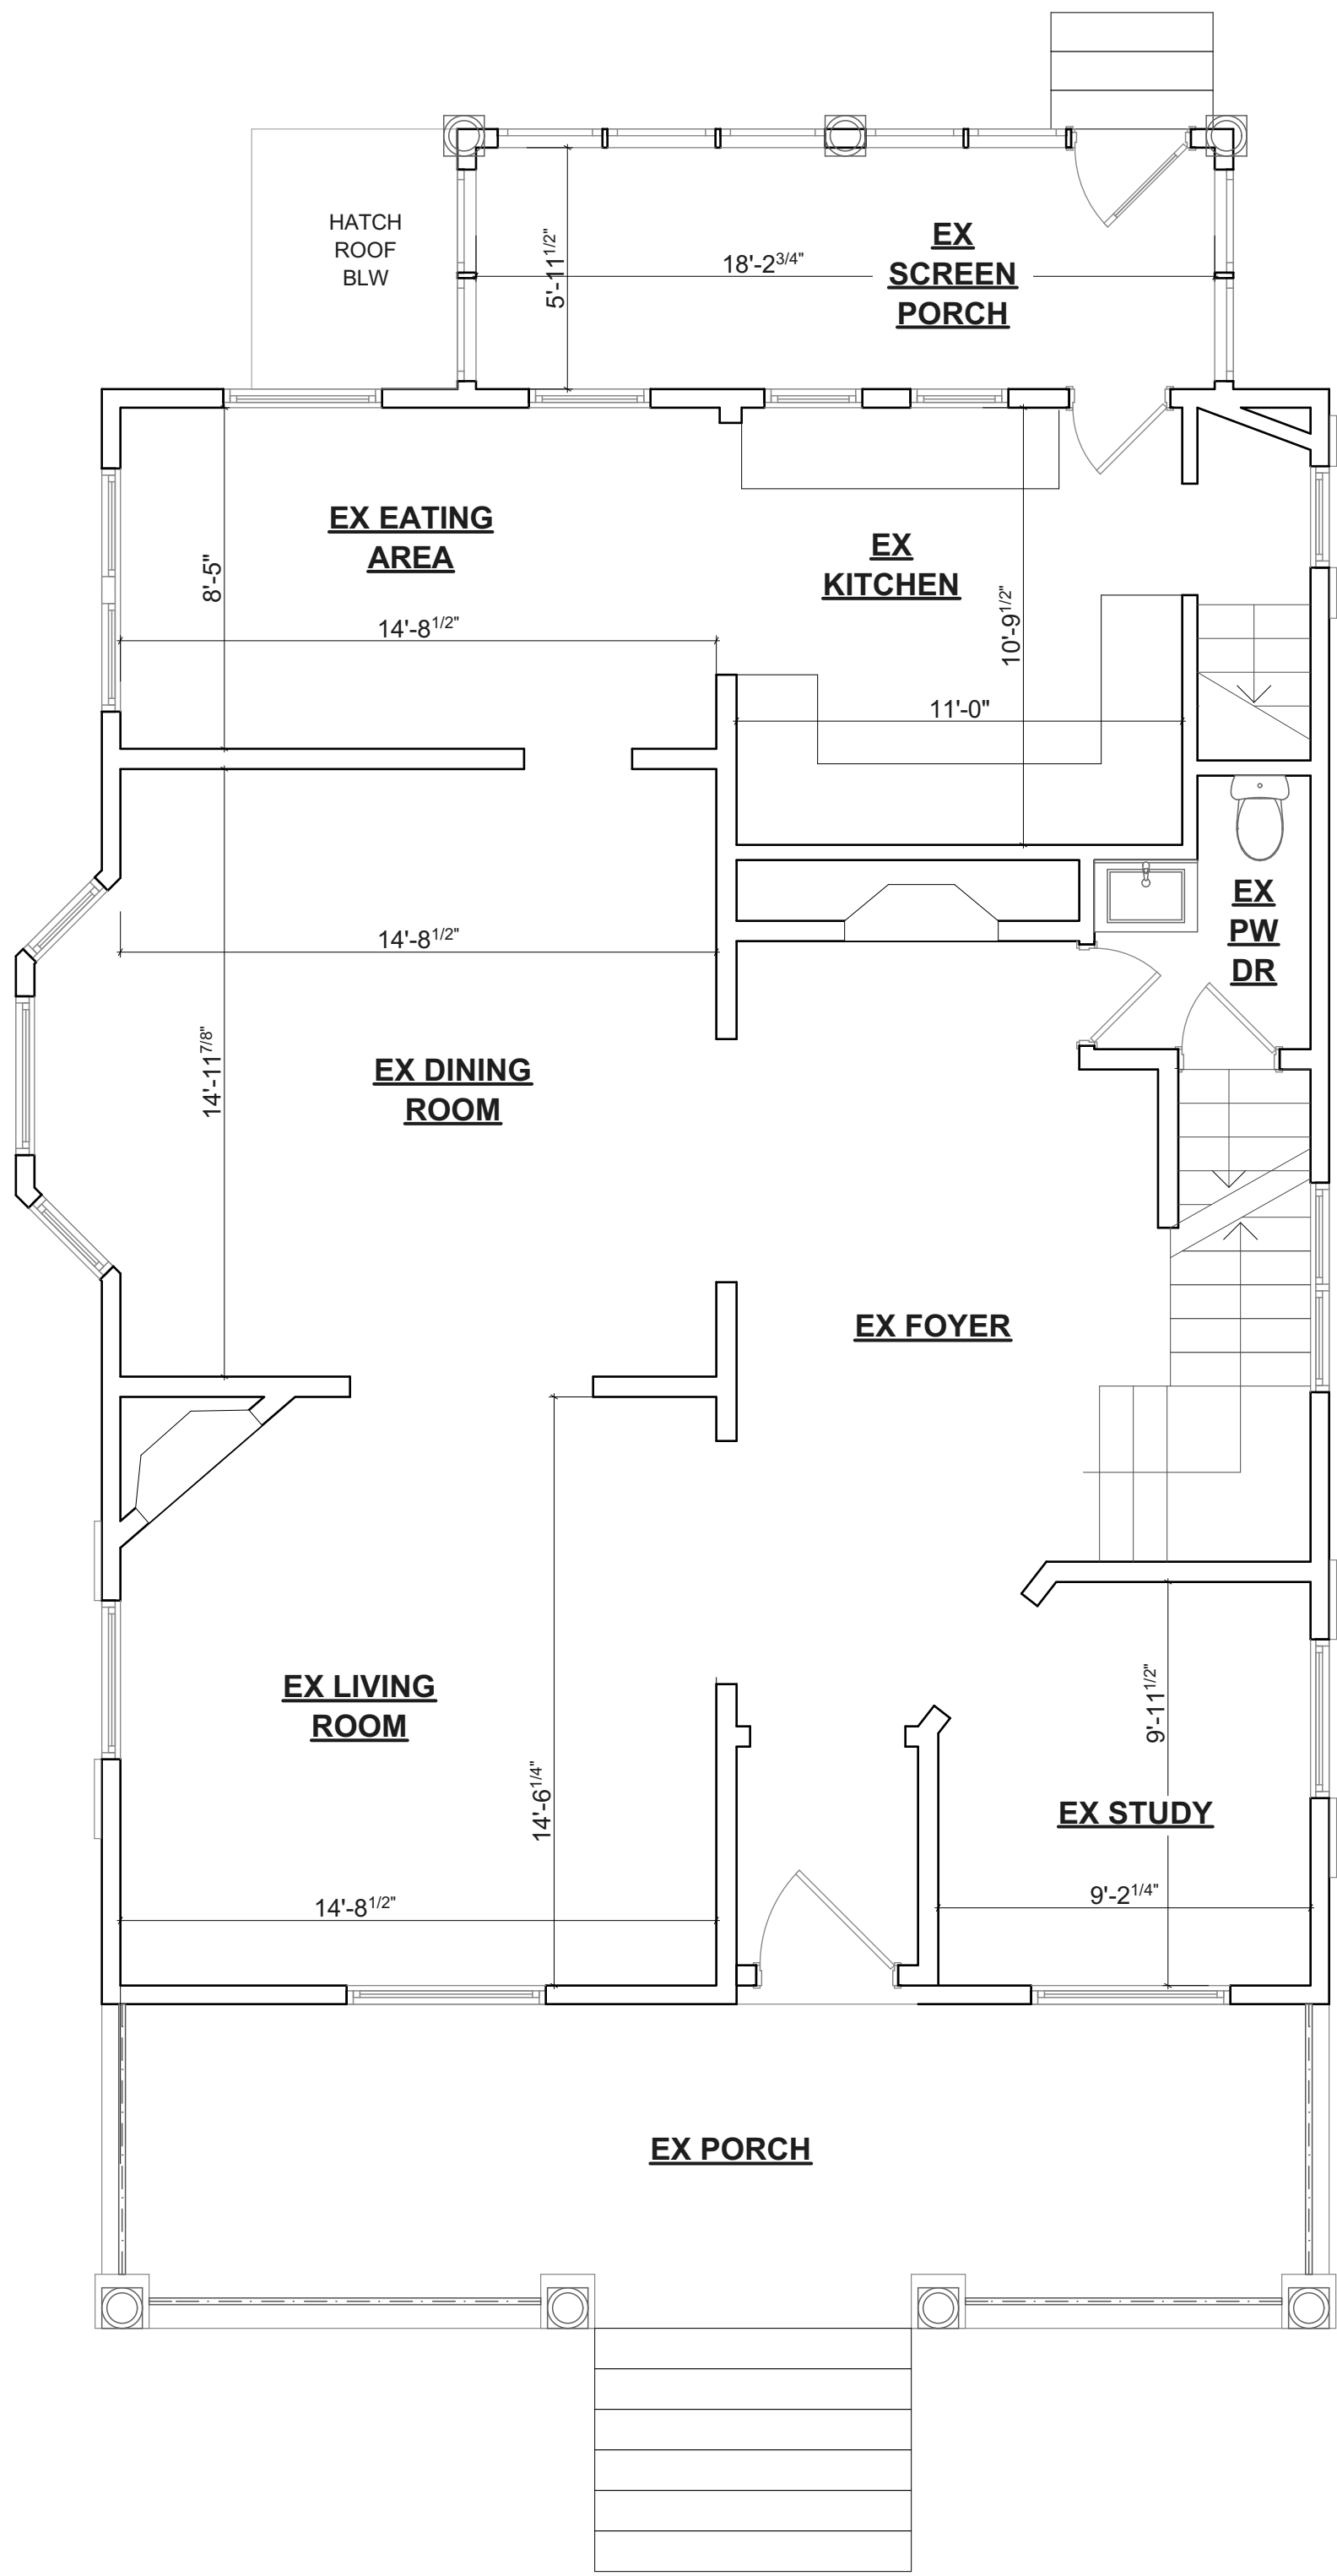 HATCH
ROOF
BLW
5'-11 1/2"
18'-2 3/4"
EX
SCREEN
PORCH
EX EATING
AREA
8'-5"
14'-8 1/2"
EX
KITCHEN
10'-9 1/2"
11'-0"
EX
PW
DR
14'-8 1/2"
14'-11 7/8"
EX DINING
ROOM
EX FOYER
EX LIVING
ROOM
14'-6 1/4"
14'-8 1/2"
9'-11 1/2"
EX STUDY
9'-2 1/4"
EX PORCH